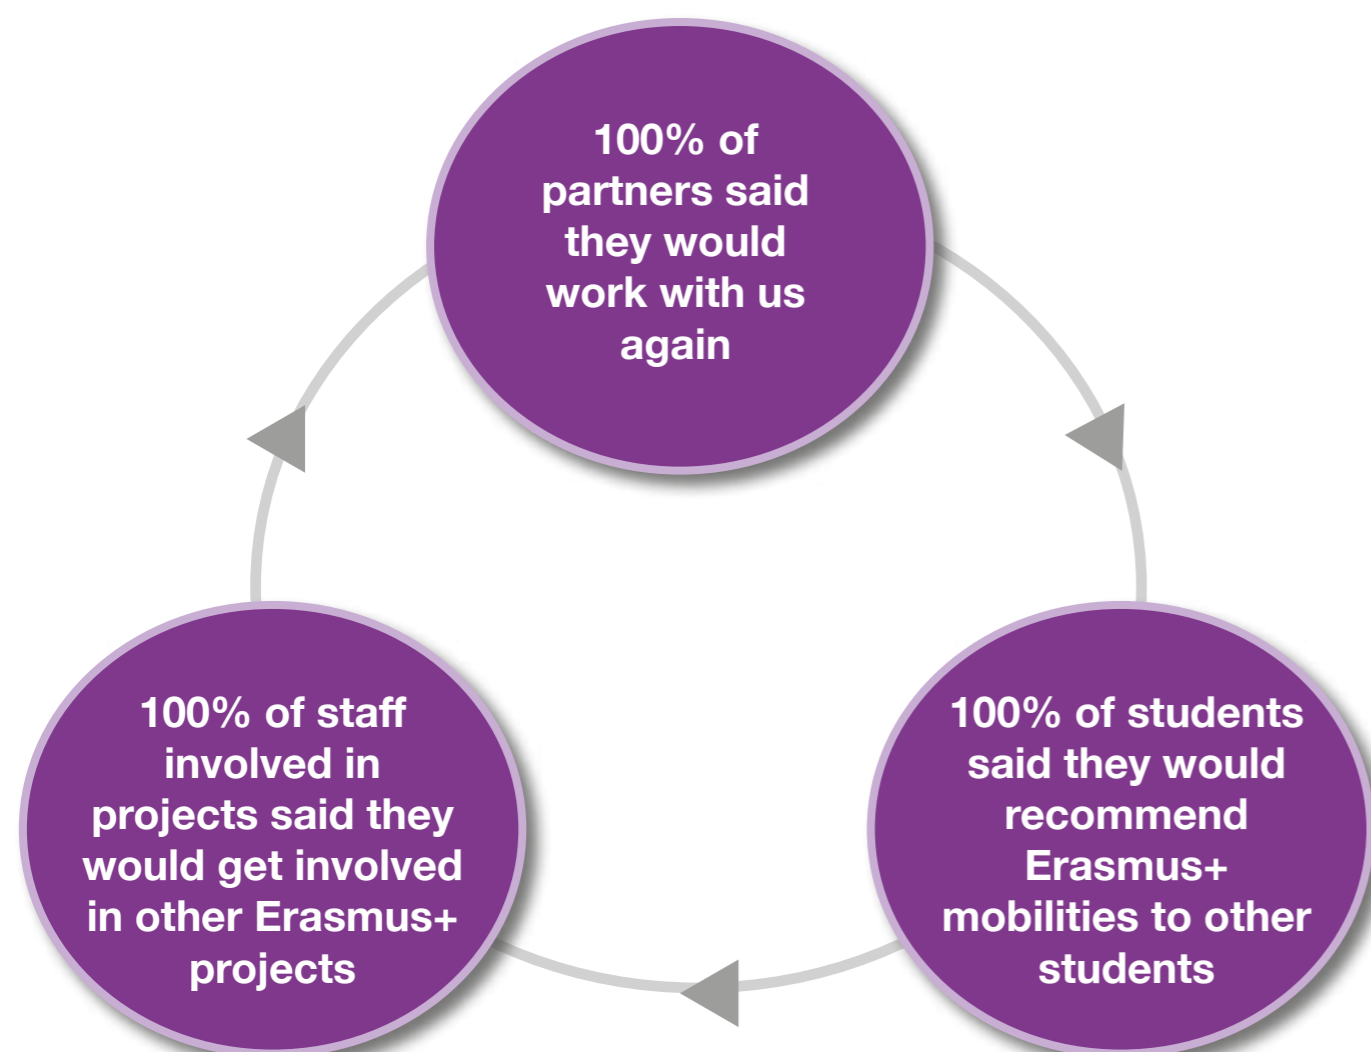 100% of
partners said
they would
work with us
again
100% of staff
involved in
projects said they
would get involved
in other Erasmus+
projects
100% of students
said they would
recommend
Erasmus+
mobilities to other
students